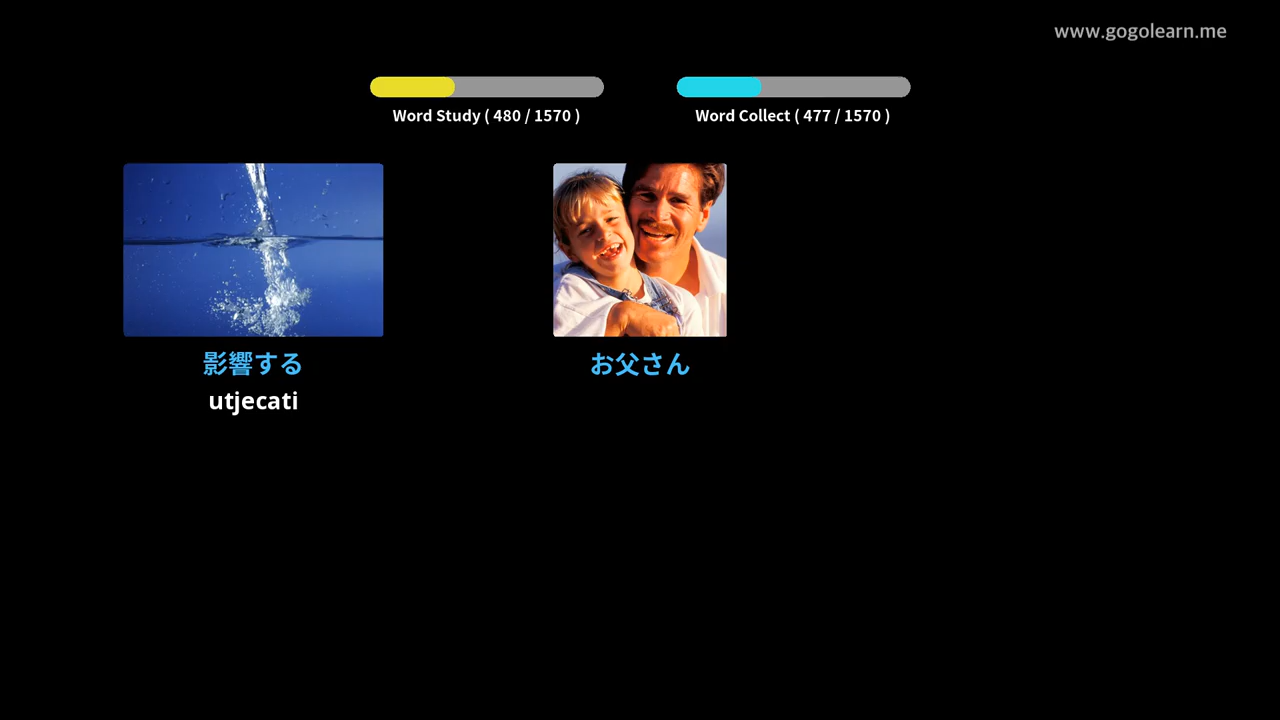 www.gogolearn.me
Word Study ( 480 / 1570 )
Word Collect ( 477 / 1570 )
影響する
utjecati
お父さん